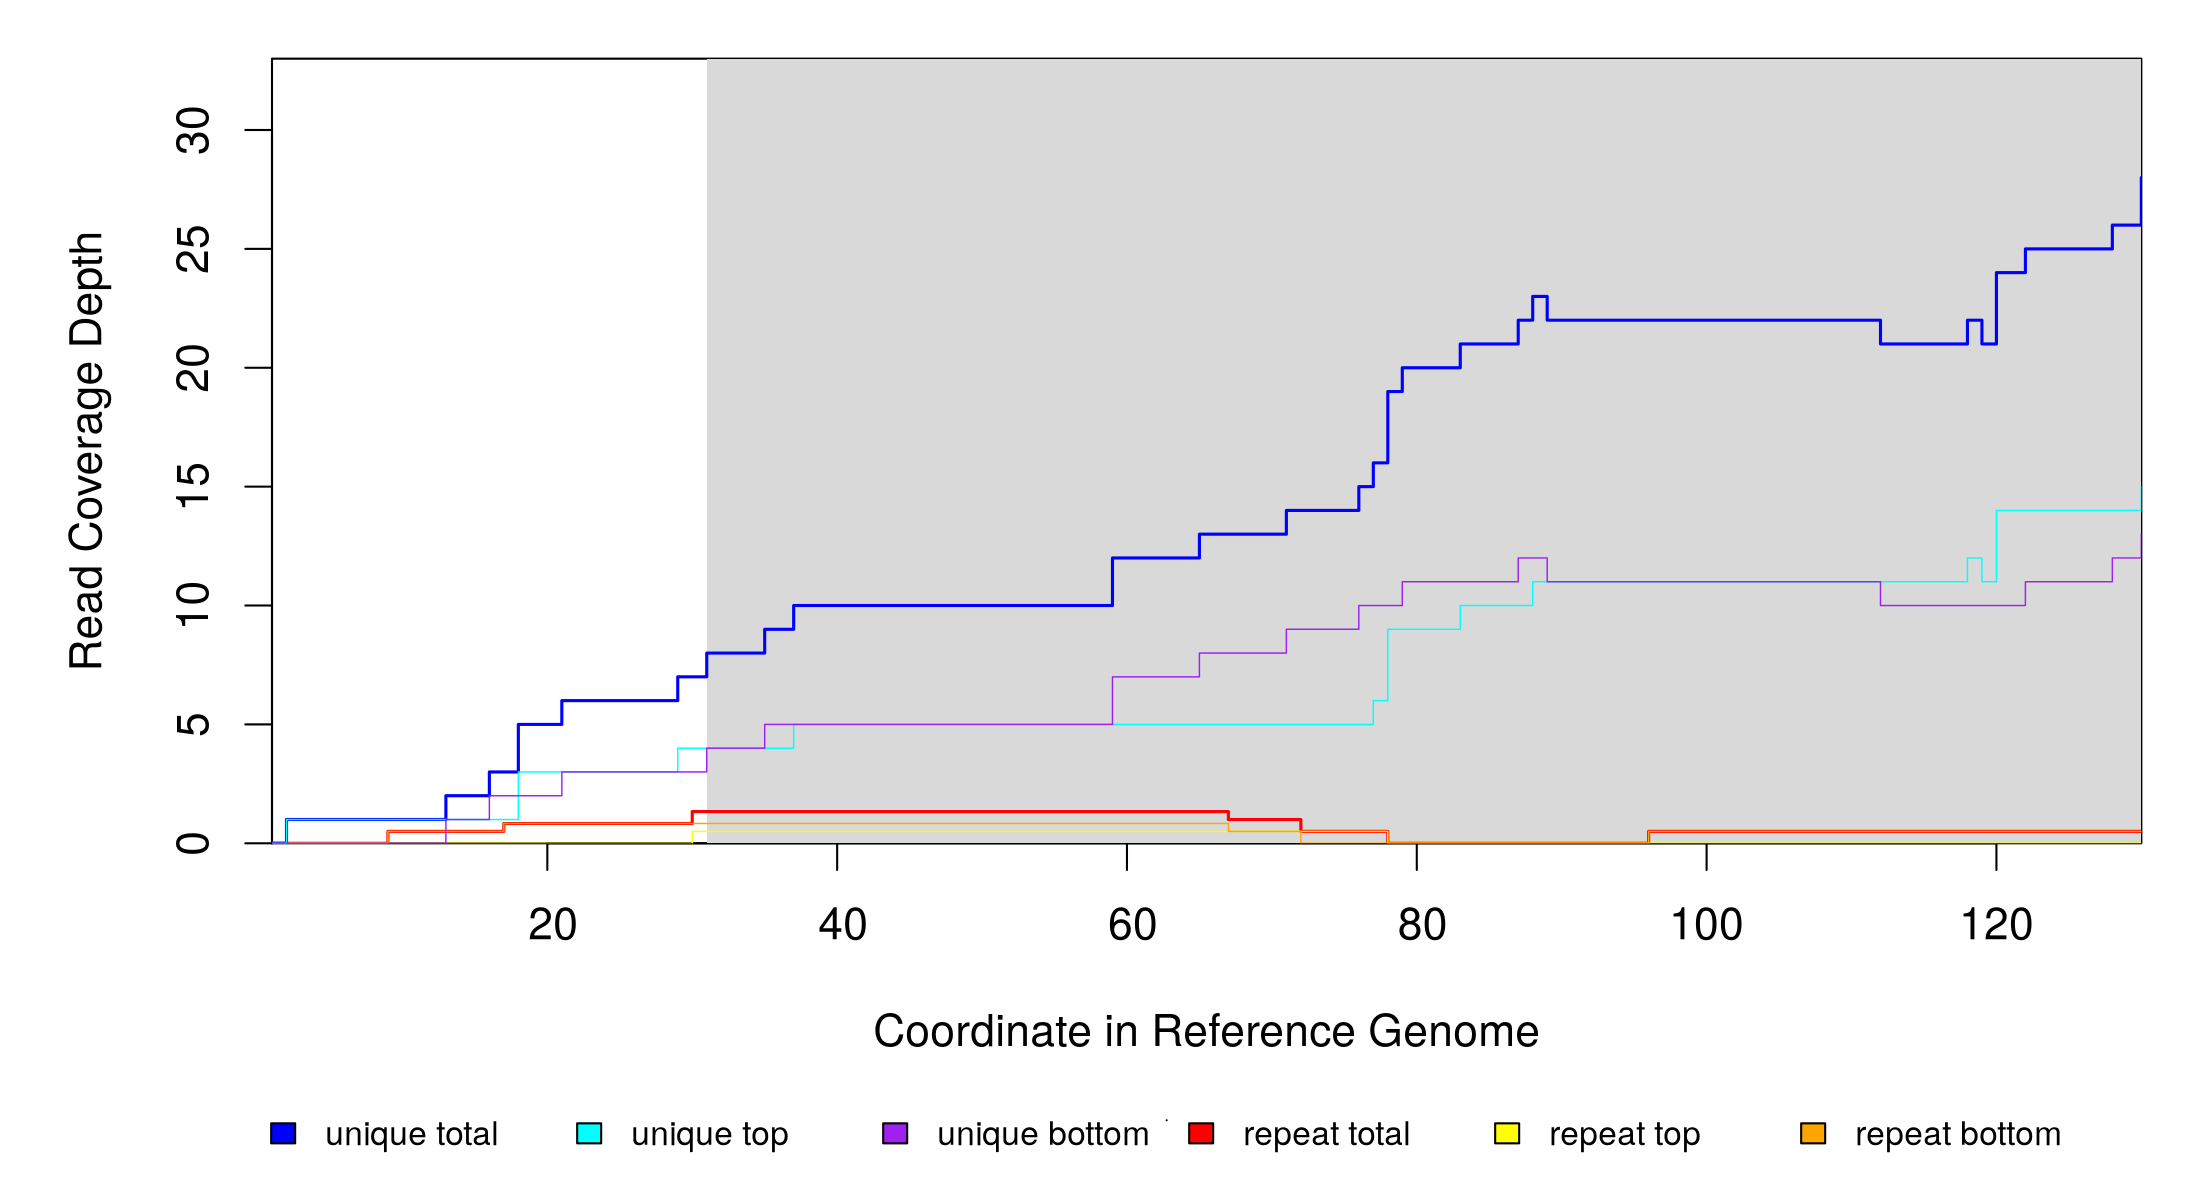 Read Coverage Depth
30
25
20
15
10
5
0
20 40 60 80 100 120
Coordinate in Reference Genome
unique total unique top unique bottom repeat total repeat top repeat bottom